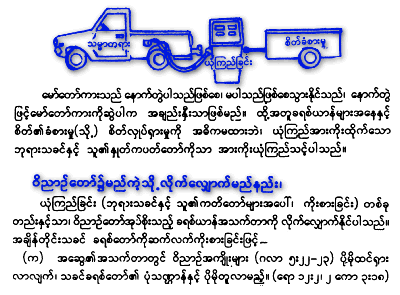 သမ္မာတရား
ယုံကြည်ခြင်း
စိတ်ခံစားမှု
မော်တော်ကားသည် နောက်တွဲပါသည်ဖြစ်စေ၊ မပါသည်ဖြစ်စေသွားနိုင်သည်၊ နောက်တွဲ
ဖြင့်မော်တော်ကားကိုဆွဲပါက အချည်းနှီးသာဖြစ်မည်။ ထို့အတူခရစ်ယာန်များအနေနှင့်
စိတ်၏ခံစားမှု(သို့) စိတ်လှုပ်ရှားမှုကို အဓိကမထားဘဲ၊ ယုံကြည်အားကိုးထိုက်သော
ဘုရားသခင်နှင့် သူ၏နှုတ်ကပတ်တော်ကိုသာ အားကိုးယုံကြည်သင့်ပါသည်။
ဝိညာဉ်တော်၌မည်ကဲ့သို့လိုက်လျှောက်မည်နည်း၊
ယုံကြည်ခြင်း (ဘုရားသခင်နှင့် သူ၏ကတိတော်များအပေါ်၊ ကိုးစားခြင်း) တစ်ခု
တည်းနှင့်သာ၊ ဝိညာဉ်တော်အုပ်စိုးသည့် ခရစ်ယာန်အသက်တာကို လိုက်လျှောက်နိုင်ပါသည်။
အချိန်တိုင်းသင် ခရစ်တော်ကိုဆက်လက်ကိုးစားခြင်းဖြင့်_
(က) အဆွေ၏အသက်တာတွင် ဝိညာဉ်အကျိုးများ (ဂလာ ၅း၂၂-၂၃) ပိုမိုထင်ရှား
လာလျက်၊ သခင်ခရစ်တော်၏ ပုံသဏ္ဌာန်နှင့် ပိုမိုတူလာမည့်။ (ရော ၁၂း၂၊ ၂ ကော ၃း၁၈)